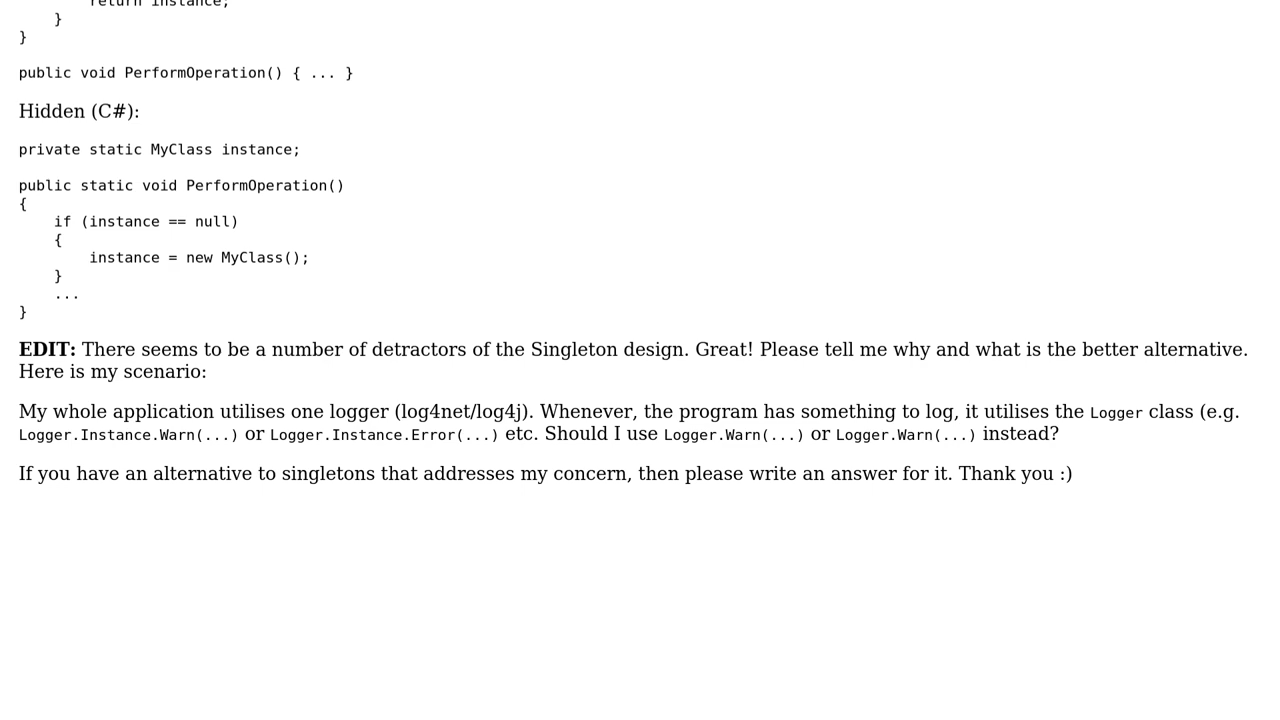 return instance;
    }
}
public void PerformOperation() { ... }
Hidden (C#):
private static MyClass instance;
public static void PerformOperation()
{
    if (instance == null)
    {
        instance = new MyClass();
    }
    ...
}
EDIT: There seems to be a number of detractors of the Singleton design. Great! Please tell me why and what is the better alternative.
Here is my scenario:
My whole application utilises one logger (log4net/log4j). Whenever, the program has something to log, it utilises the Logger class (e.g.
Logger.Instance.Warn(...) or Logger.Instance.Error(...) etc. Should I use Logger.Warn(...) or Logger.Warn(...) instead?
If you have an alternative to singletons that addresses my concern, then please write an answer for it. Thank you :)